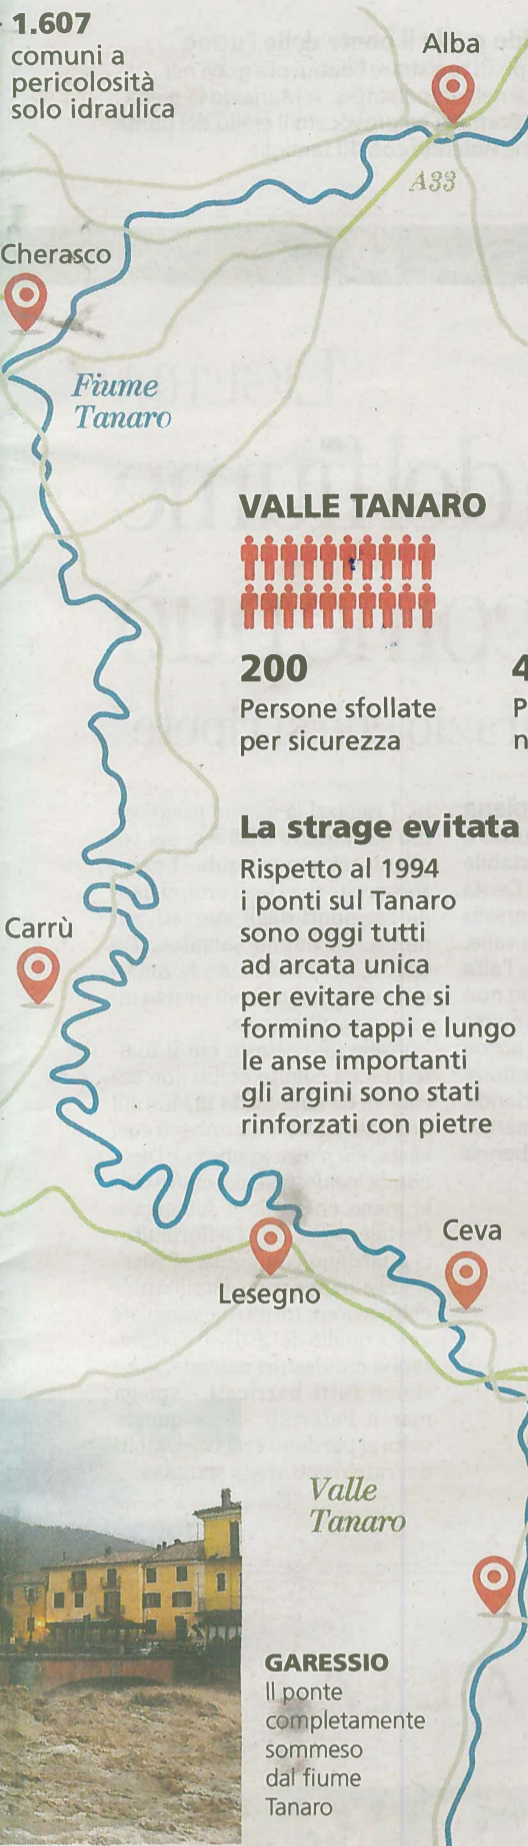 1.607
comuni a
pericolosità
solo idraulica
Alba
A33
Cherasco
Fiume
Tanaro
VALLE TANARO
200
Persone sfollate
per sicurezza
4
P
n
La strage evitata
Rispetto al 1994
i ponti sul Tanaro
sono oggi tutti
ad arcata unica
per evitare che si
formino tappi e lungo
le anse importanti
gli argini sono stati
rinforzati con pietre
Carrù
Ceva
Lesegno
Valle
Tanaro
GARESSIO
Il ponte
completamente
sommeso
dal fiume
Tanaro